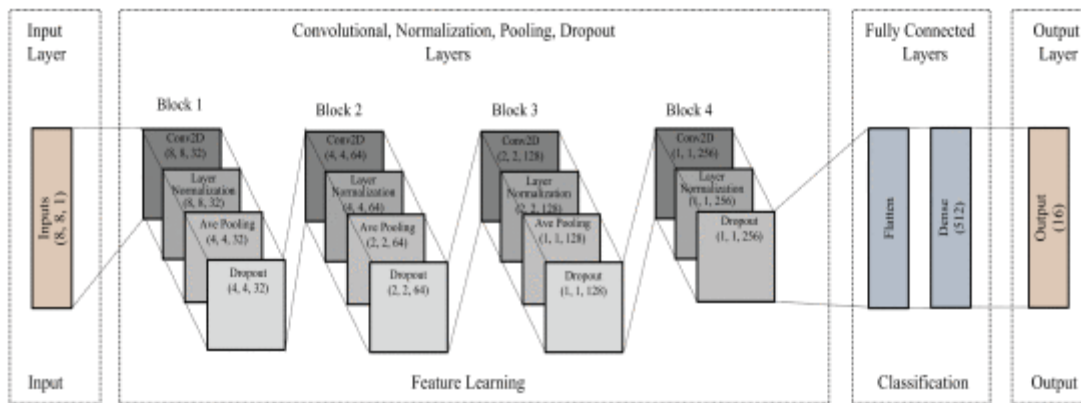 Input
Layer
Convolutional, Normalization, Pooling, Dropout
Layers
Fully Connected
Layers
Output
Layer
Block 1
Block 2
Block 3
Block 4
Inputs
(8, 8, 1)
Conv2D
(8, 8, 32)
Layer
Normalization
(8, 8, 32)
Ave Pooling
(4, 4, 32)
Dropout
(4, 4, 32)
Conv2D
(4, 4, 64)
Layer
Normalization
(4, 4, 64)
Ave Pooling
(2, 2, 64)
Dropout
(2, 2, 64)
Conv2D
(2, 2, 128)
Layer
Normalization
(2, 2, 128)
Ave Pooling
(1, 1, 128)
Dropout
(1, 1, 128)
Conv2D
(1, 1, 256)
Layer
Normalization
(1, 1, 256)
Dropout
(1, 1, 256)
Flatten
Dense
(512)
Output
(16)
Input
Feature Learning
Classification
Output